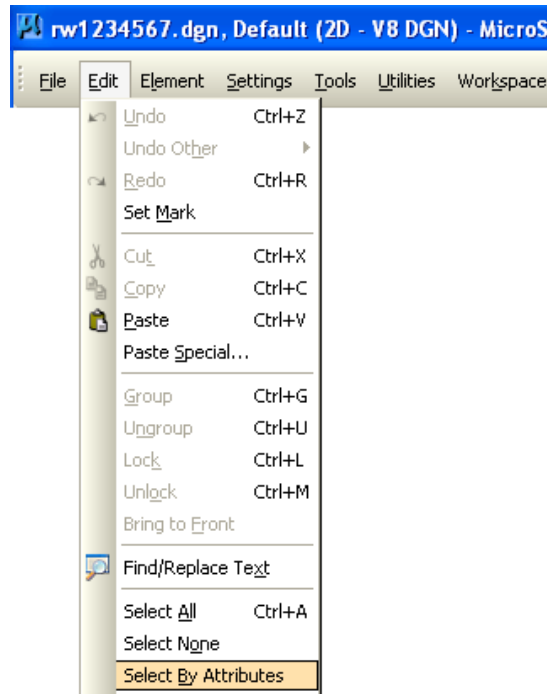 rw1234567.dgn, Default (2D - V8 DGN) - MicroS
File Edit Element Settings Tools Utilities Workspace
Undo Ctrl+Z
Undo Other
Redo Ctrl+R
Set Mark
Cut Ctrl+X
Copy Ctrl+C
Paste Ctrl+V
Paste Special...
Group Ctrl+G
Ungroup Ctrl+U
Lock Ctrl+L
Unlock Ctrl+M
Bring to Front
Find/Replace Text
Select All Ctrl+A
Select None
Select By Attributes